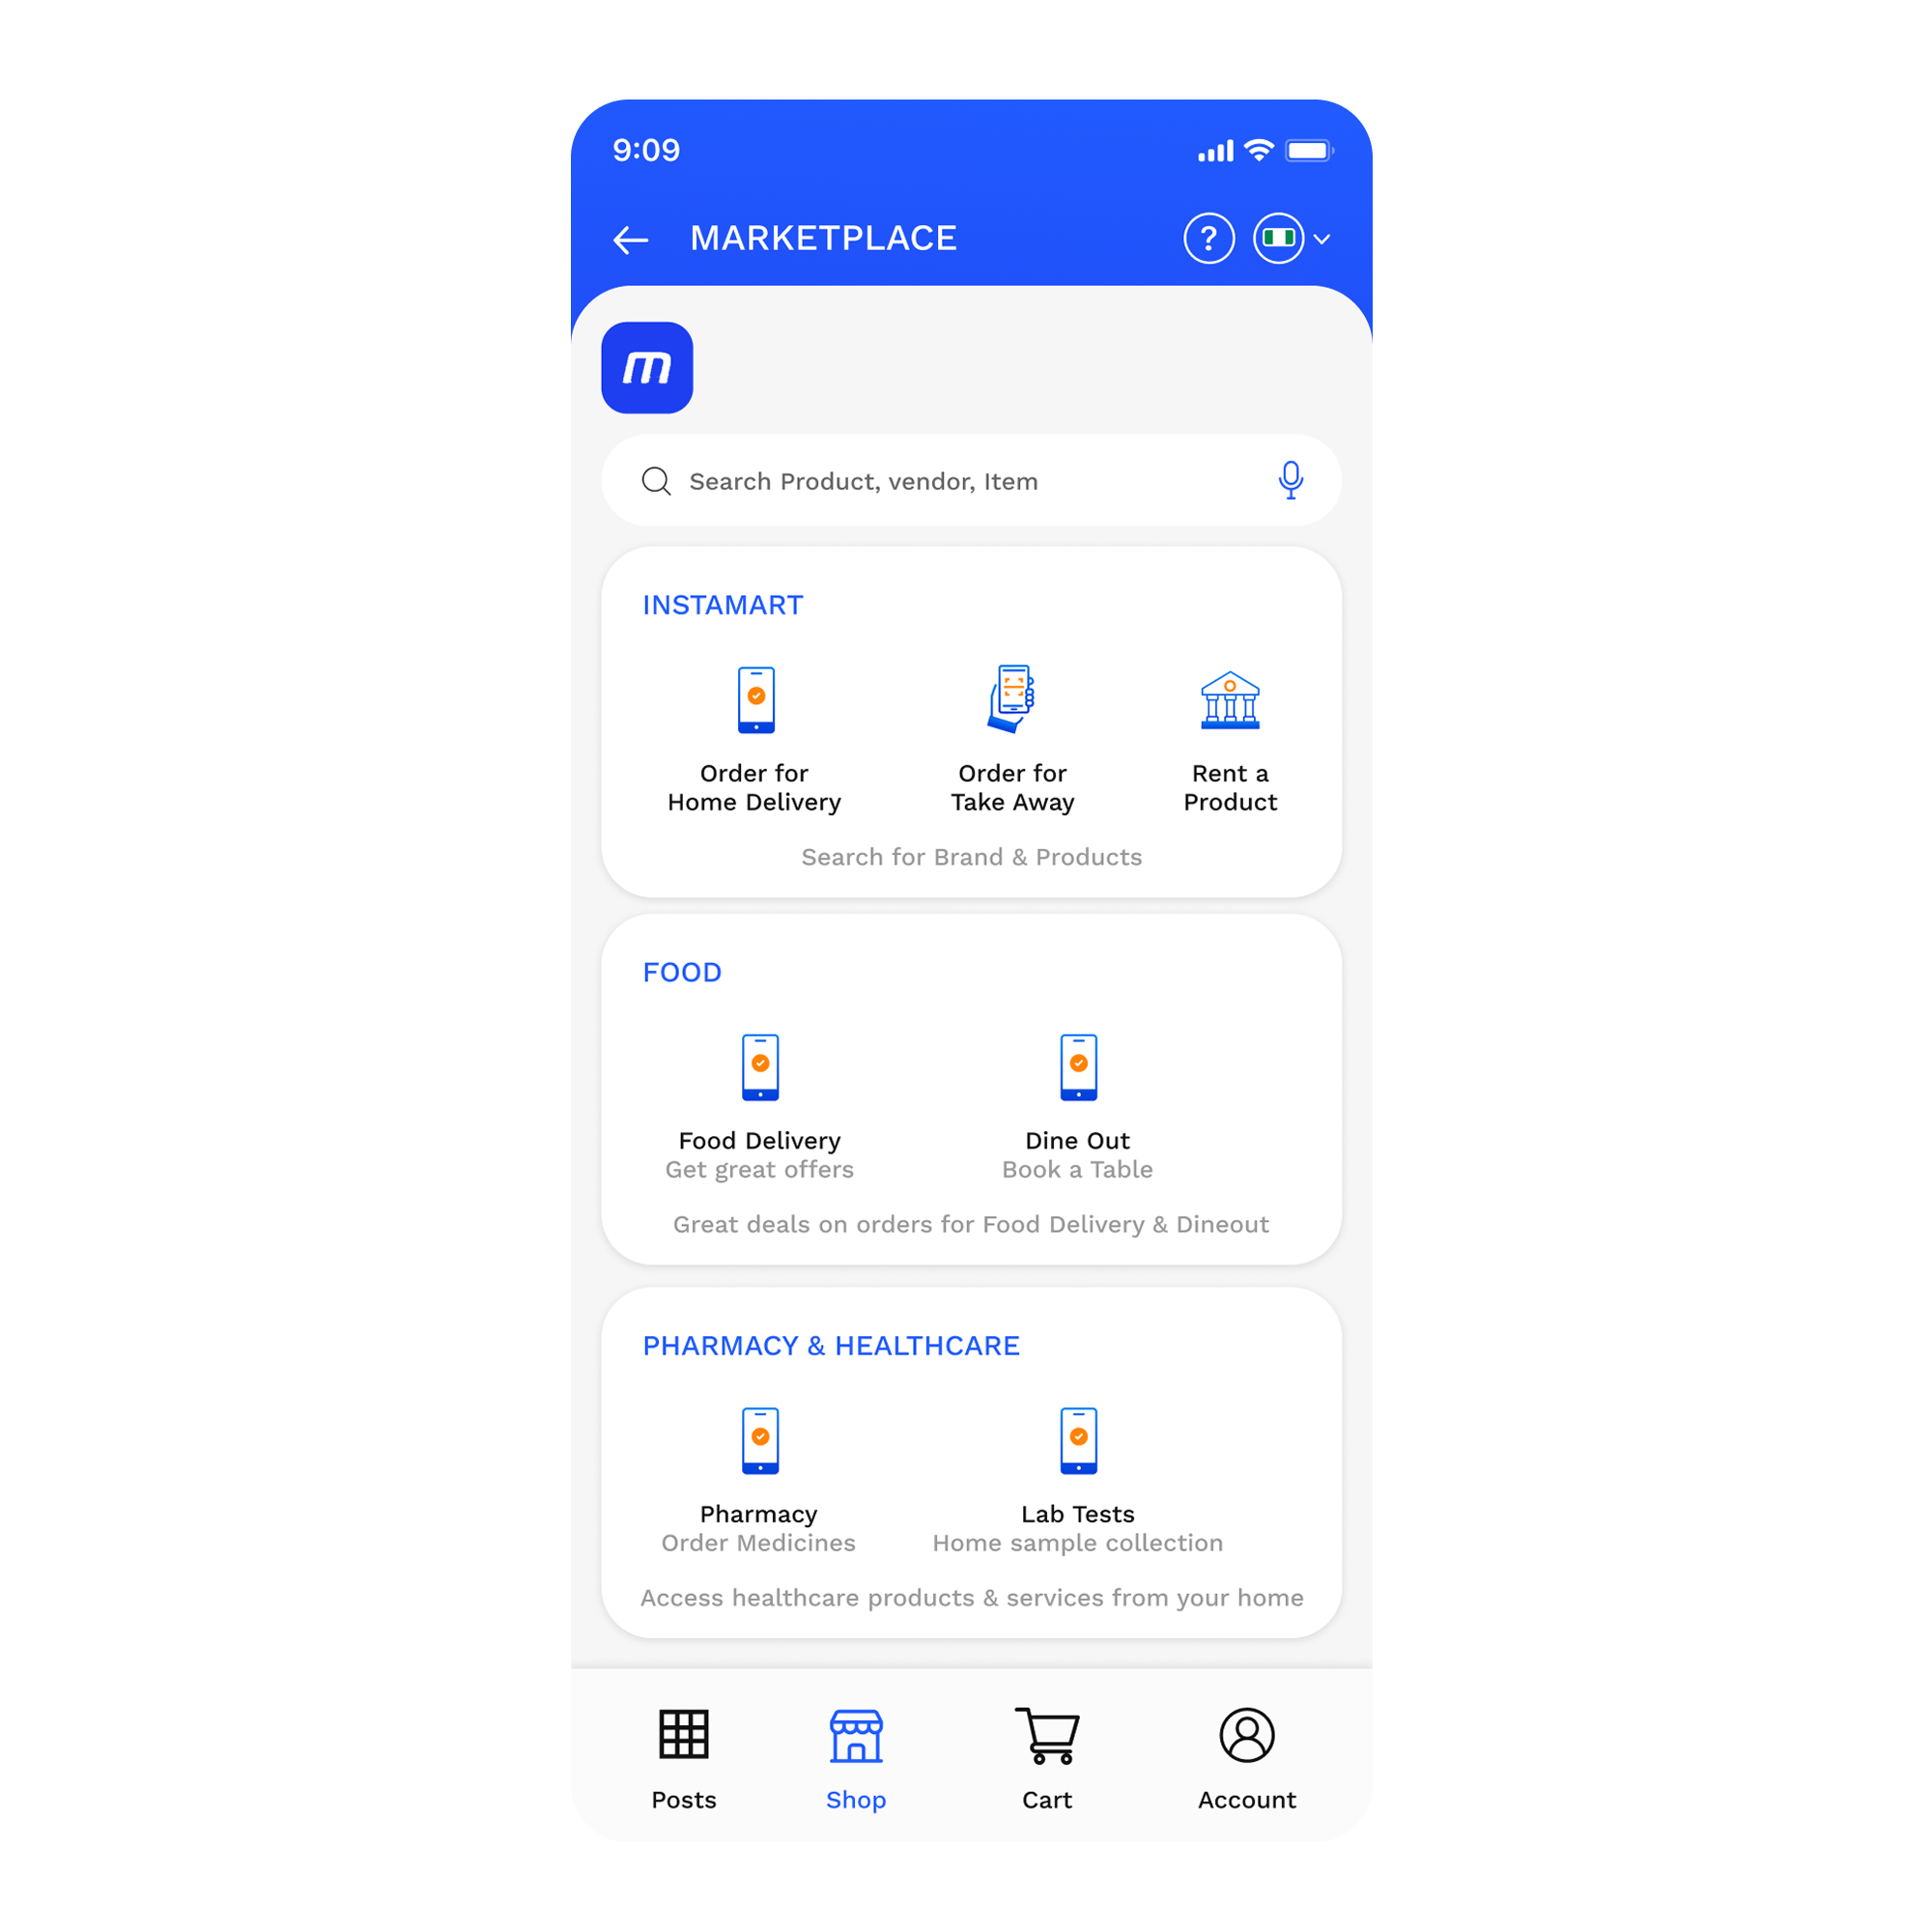 9:09
MARKETPLACE
?
m
Search Product, vendor, Item
INSTAMART
Order for
Home Delivery
Order for
Take Away
Rent a
Product
Search for Brand & Products
FOOD
Food Delivery
Get great offers
Dine Out
Book a Table
Great deals on orders for Food Delivery & Dineout
PHARMACY & HEALTHCARE
Pharmacy
Order Medicines
Lab Tests
Home sample collection
Access healthcare products & services from your home
Posts
Shop
Cart
Account